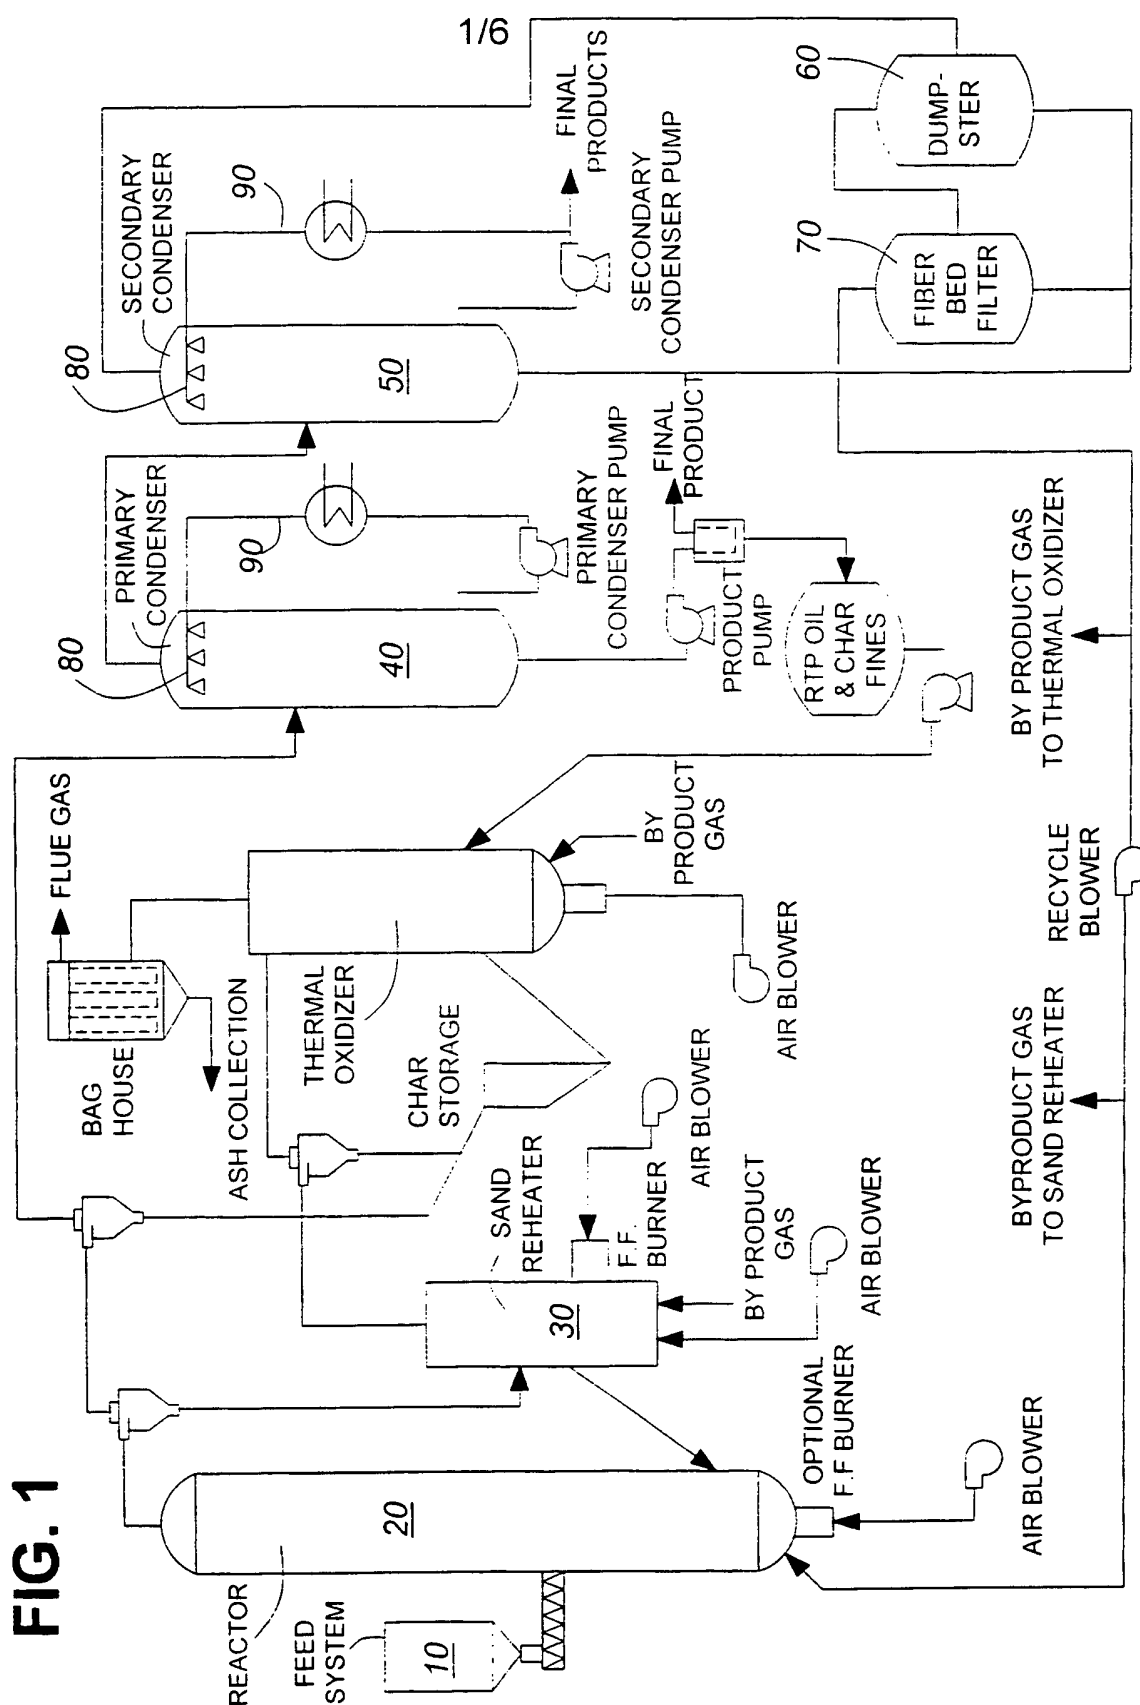 1/6
FIG. 1
REACTOR
FEED
SYSTEM
10
20
OPTIONAL
F.F BURNER
AIR BLOWER
SAND
REHEATER
30
F.F.
BURNER
AIR BLOWER
BY PRODUCT
GAS
AIR BLOWER
BAG
HOUSE
FLUE GAS
ASH COLLECTION
THERMAL
OXIDIZER
CHAR
STORAGE
BY
PRODUCT
GAS
AIR BLOWER
PRIMARY
CONDENSER
80
40
90
PRIMARY
CONDENSER PUMP
PRODUCT
PUMP
FINAL
PRODUCT
RTP OIL
& CHAR
FINES
SECONDARY
CONDENSER
80
50
90
FINAL
PRODUCTS
SECONDARY
CONDENSER PUMP
60
DUMP-
STER
70
FIBER
BED
FILTER
BY PRODUCT GAS
TO THERMAL OXIDIZER
RECYCLE
BLOWER
BYPRODUCT GAS
TO SAND REHEATER